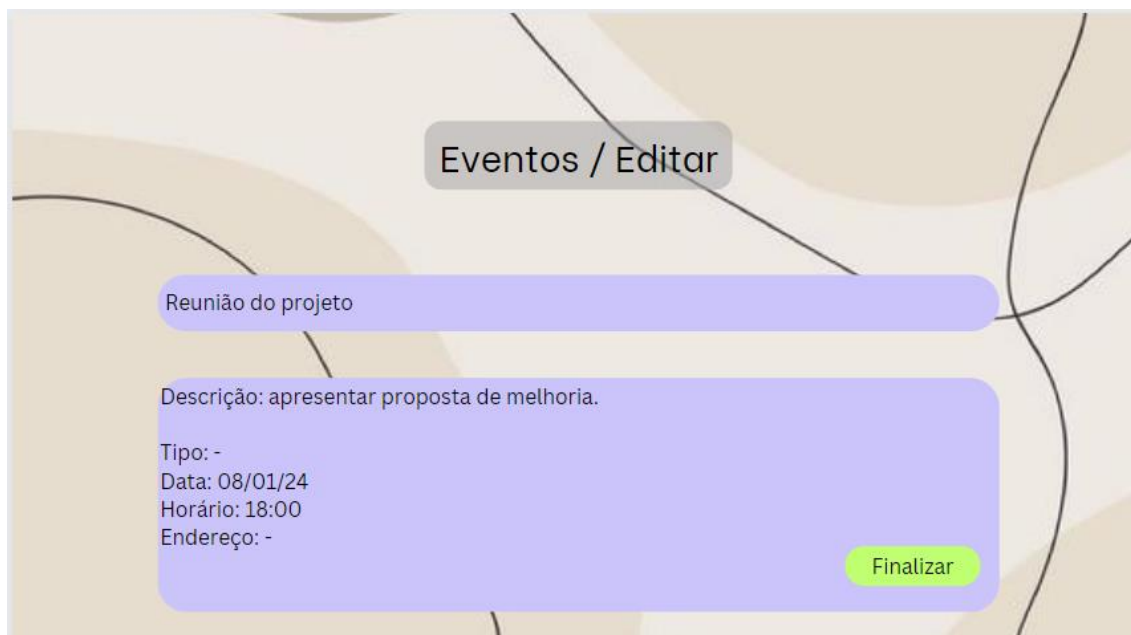 Eventos / Editar
Reunião do projeto
Descrição: apresentar proposta de melhoria.
Tipo: -
Data: 08/01/24
Horário: 18:00
Endereço: -
Finalizar